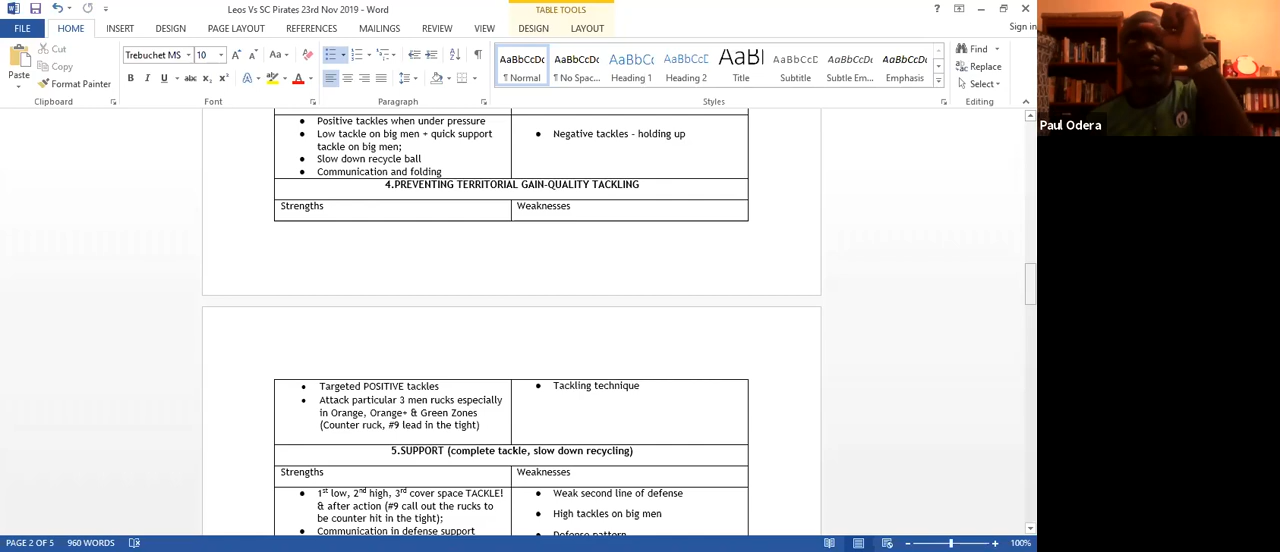 Leos Vs SC Pirates 23rd Nov 2019 - Word
TABLE TOOLS
Sign in
FILE HOME INSERT DESIGN PAGE LAYOUT REFERENCES MAILINGS REVIEW VIEW DESIGN LAYOUT
Paste
Cut
Copy
Format Painter
Clipboard
Trebuchet MS 10
Font
Paragraph
AaBbCcDc ¶ Normal
AaBbCcDc ¶ No Spac...
AaBbCc Heading 1
AaBbCcD Heading 2
AaBI Title
AaBbCcD Subtitle
AaBbCcDc Subtle Em...
AaBbCcDc Emphasis
Styles
Find
Replace
Select
Editing
Paul Odera
• Positive tackles when under pressure
• Low tackle on big men + quick support
tackle on big men;
• Slow down recycle ball
• Communication and folding
• Negative tackles - holding up
4.PREVENTING TERRITORIAL GAIN-QUALITY TACKLING
Strengths
Weaknesses
• Targeted POSITIVE tackles
• Attack particular 3 men rucks especially
in Orange, Orange+ & Green Zones
(Counter ruck, #9 lead in the tight)
• Tackling technique
5.SUPPORT (complete tackle, slow down recycling)
Strengths
Weaknesses
• 1st low, 2nd high, 3rd cover space TACKLE!
& after action (#9 call out the rucks to
be counter hit in the tight);
• Communication in defense support
• Weak second line of defense
• High tackles on big men
• Defense pattern
PAGE 2 OF 5 960 WORDS
100%